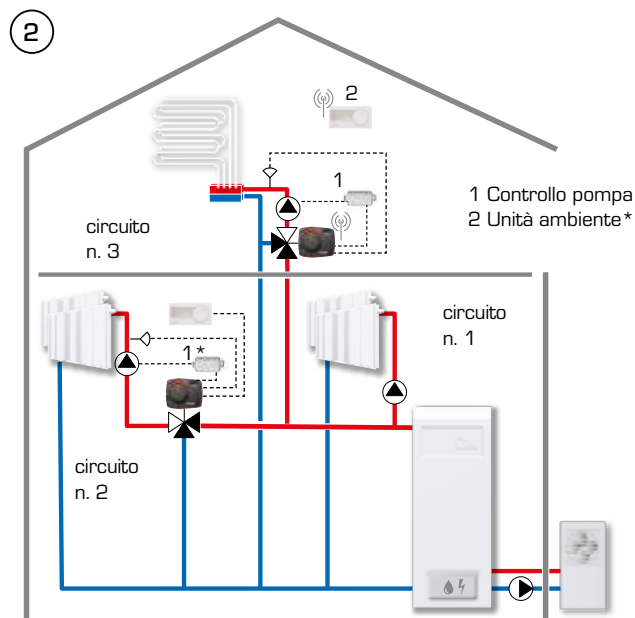 2
2
1
1 Controllo pompa
2 Unità ambiente*
circuito
n. 3
circuito
n. 1
1*
circuito
n. 2